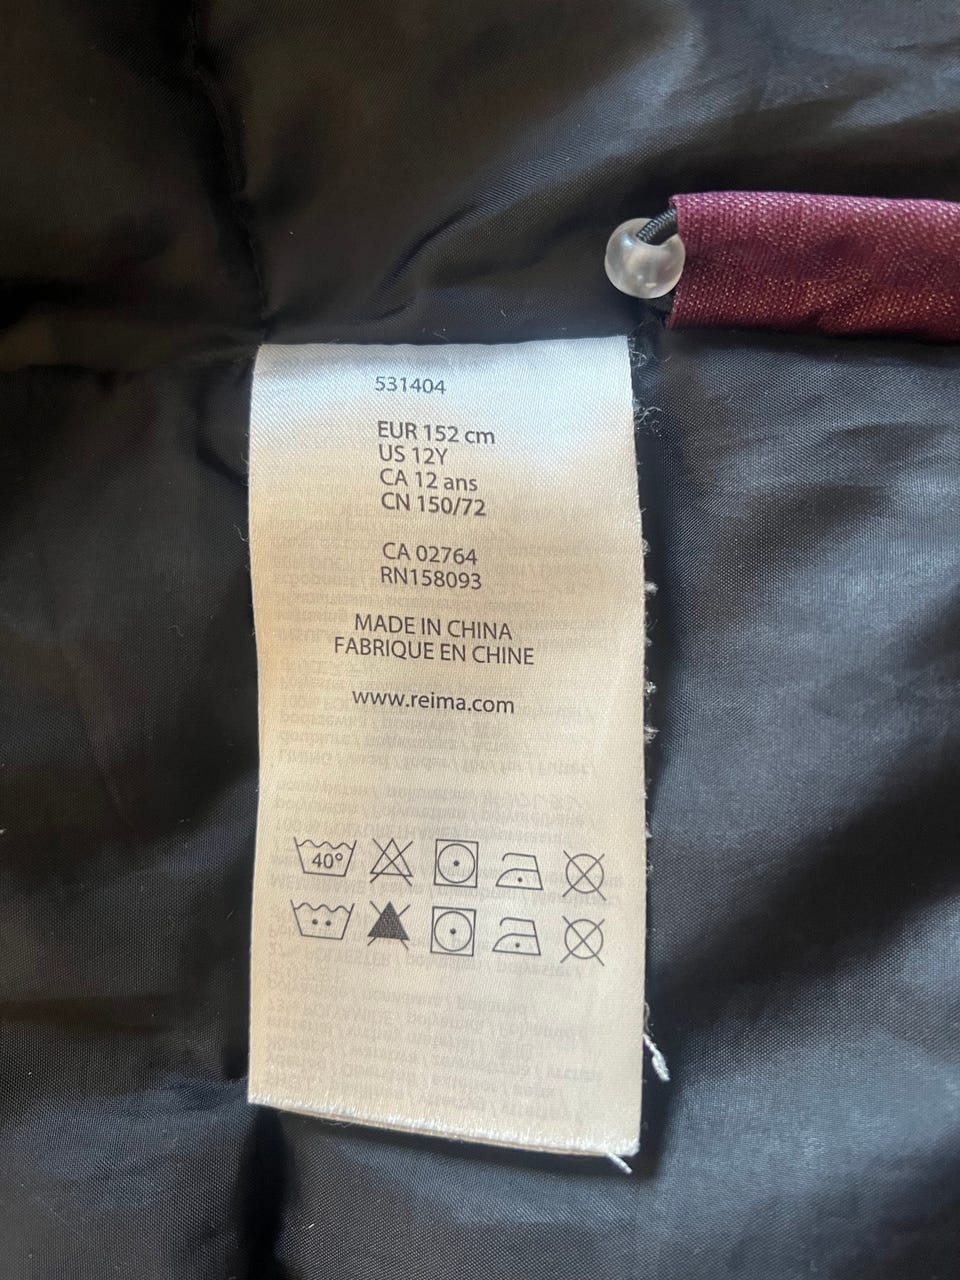 531404
EUR 152 cm
US 12Y
CA 12 ans
CN 150/72
CA 02764
RN158093
MADE IN CHINA
FABRIQUE EN CHINE
www.reima.com
40°